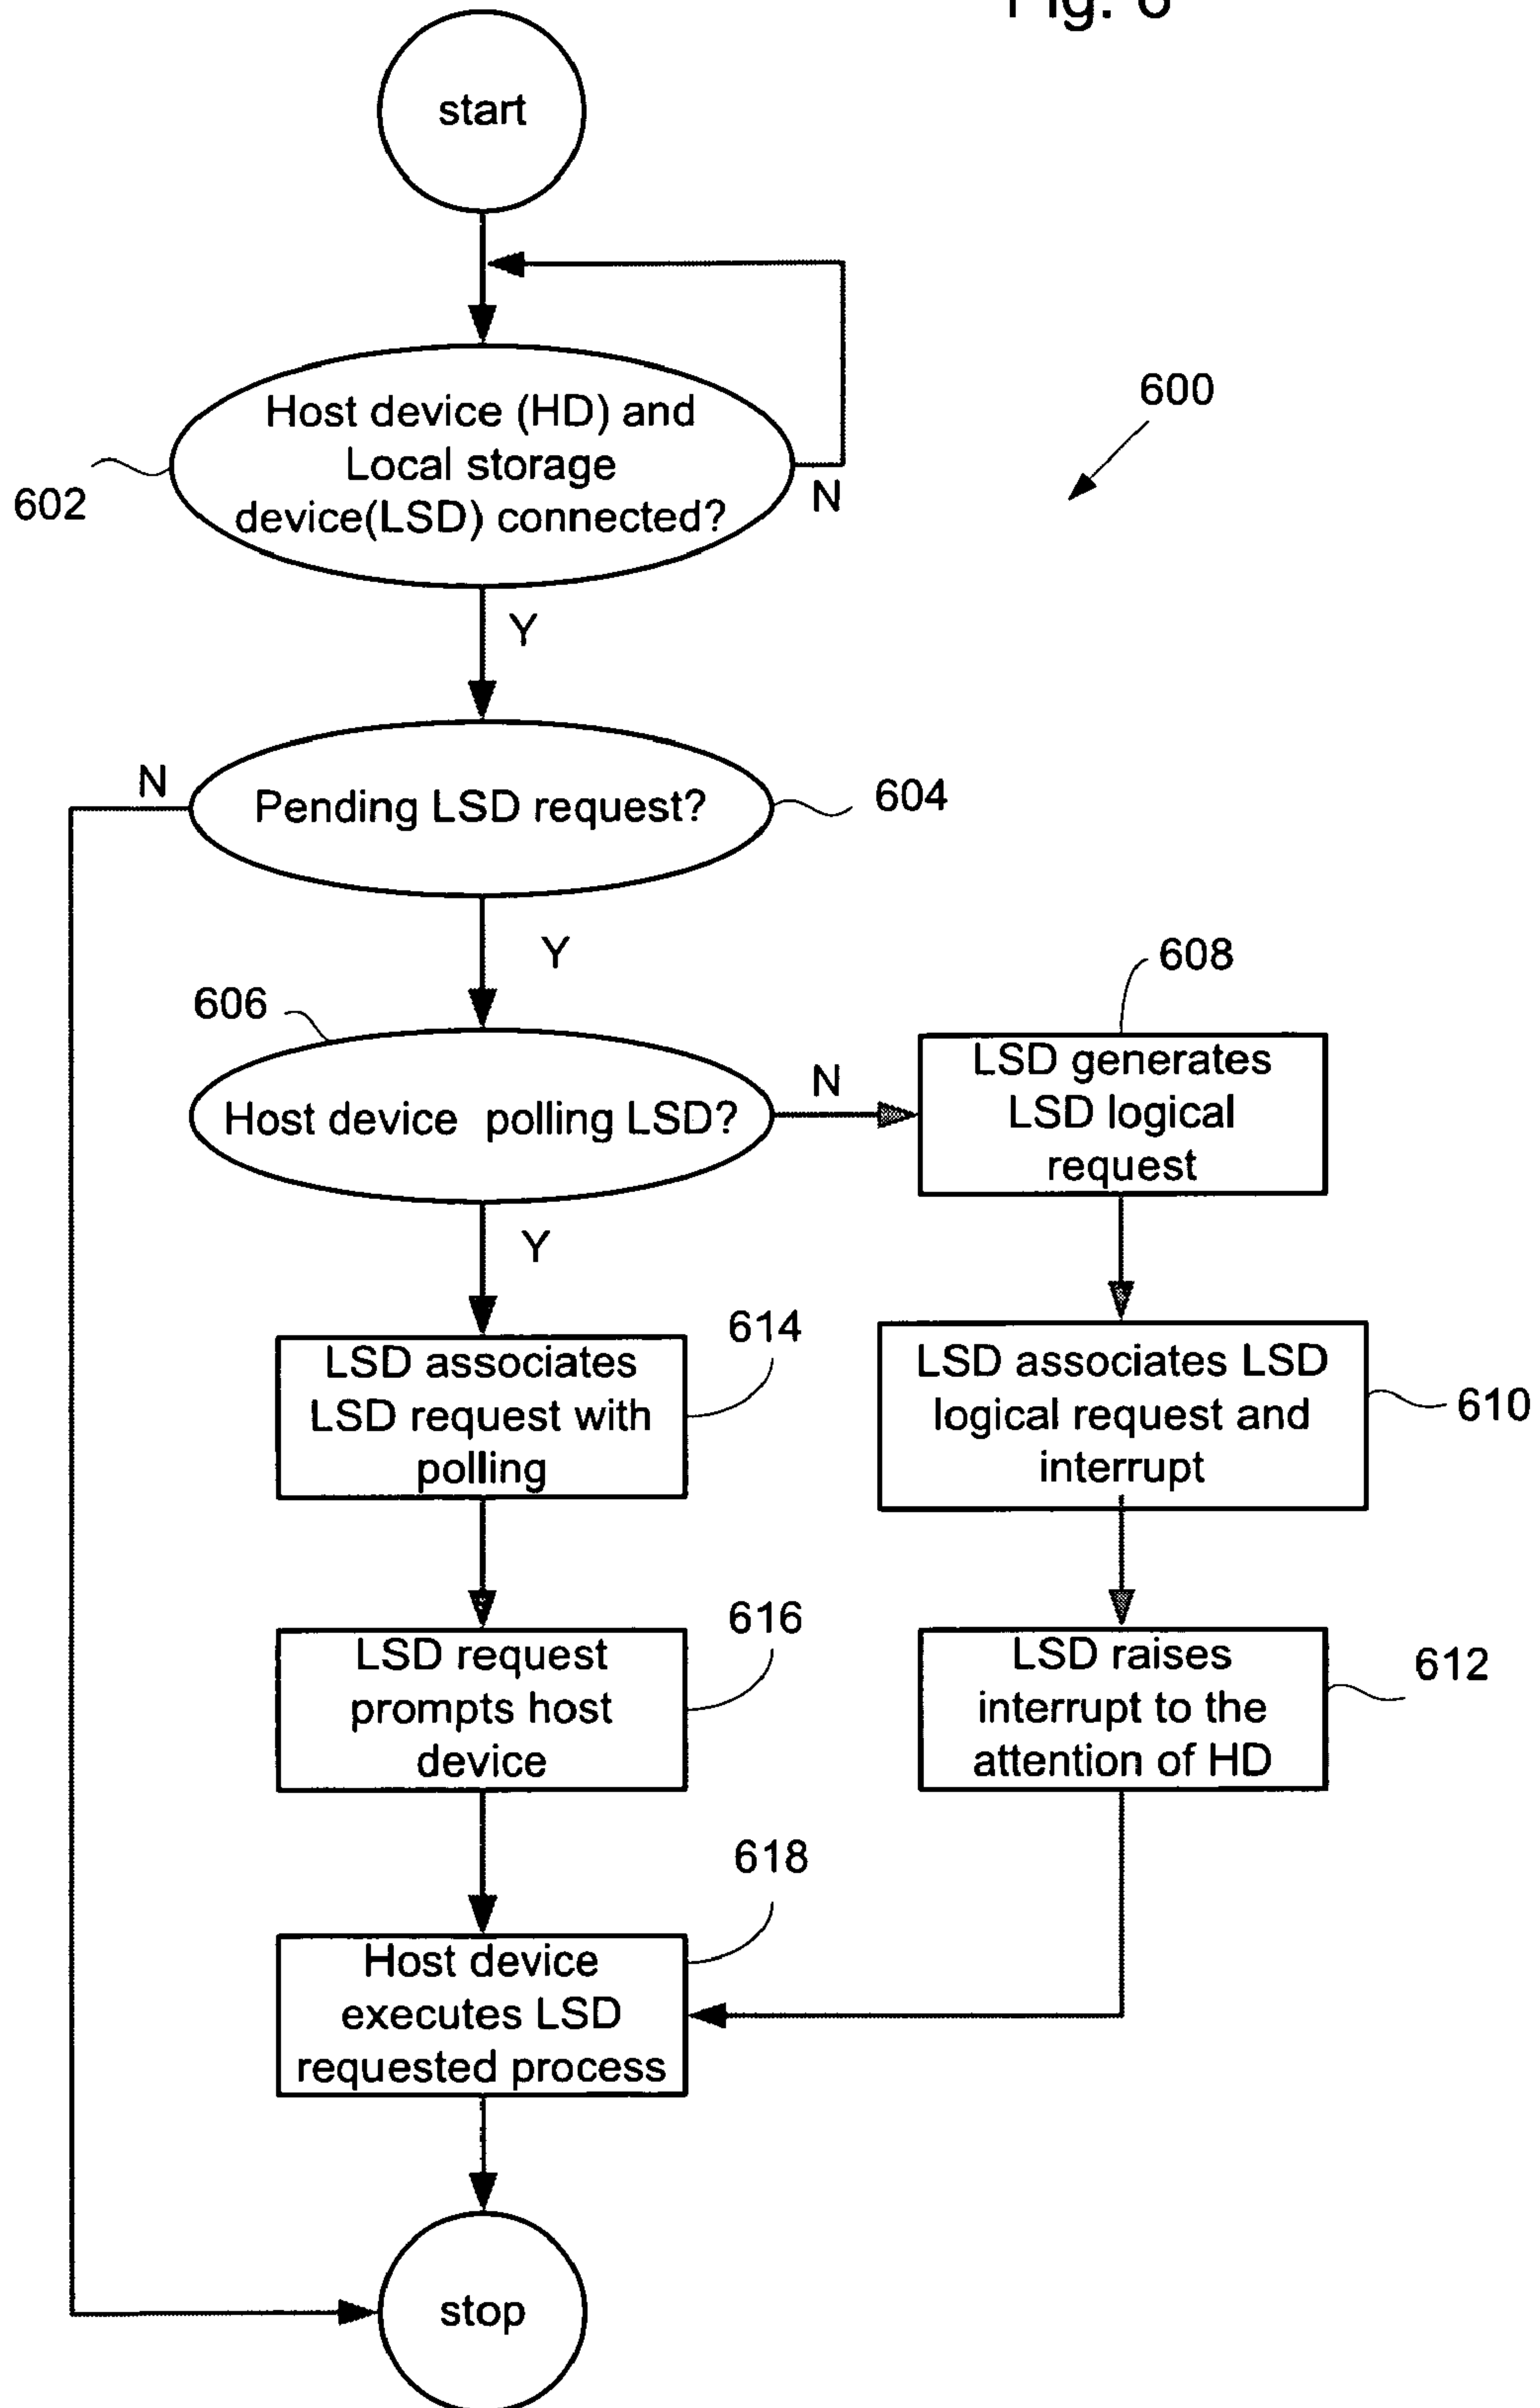 Fig. 6
start
Host device (HD) and
Local storage
device(LSD) connected?
602
N
600
Y
N
Pending LSD request?
604
Y
606
Host device polling LSD?
N
608
LSD generates
LSD logical
request
Y
614
LSD associates
LSD request with
polling
LSD associates LSD
logical request and
interrupt
610
616
LSD request
prompts host
device
LSD raises
interrupt to the
attention of HD
612
618
Host device
executes LSD
requested process
stop